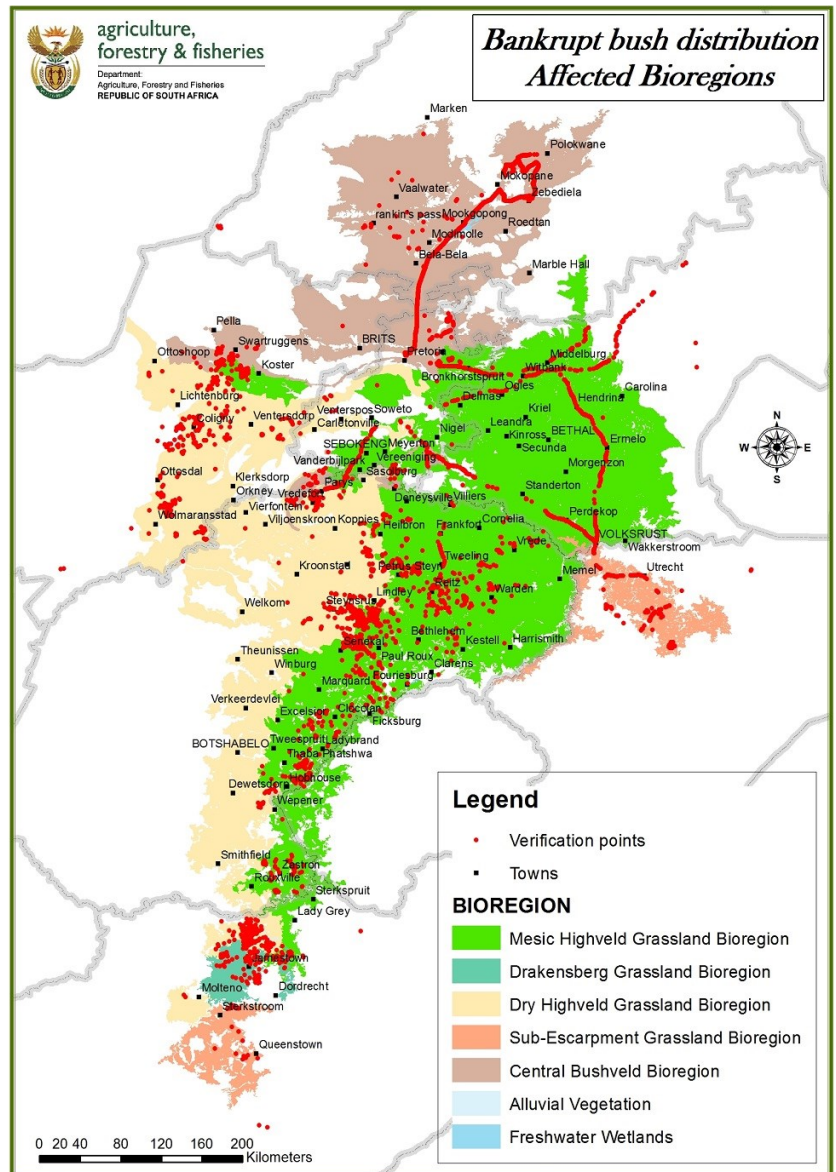 agriculture,
forestry & fisheries
Department:
Agriculture, Forestry and Fisheries
REPUBLIC OF SOUTH AFRICA
Bankrupt bush distribution
Affected Bioregions
Marken
Polokwane
Mokopane
Zebediela
Vaalwater
rankin's pass
Mookgopong
Roedtan
Modimolle
Bela-Bela
Marble Hall
Pella
Swartruggens
BRITS
Ottoshoop
Koster
Pretoria
Middelburg
Witbank
Bronkhorstspruit
Ogies
Delmas
Hendrina
Carolina
Lichtenburg
Coligny
Ventersdorp
Venterspos
Soweto
Carletonville
Nigel
Leandra
Kriel
Kinross
BETHAL
Secunda
Ermelo
SEBOKENG
Meyerton
Vanderbijlpark
Vereeniging
Sasolburg
Morgenzon
Ottosdal
Klerksdorp
Orkney
Vredefort
Parys
Vierfontein
Deneysville
Villiers
Standerton
Wolmaransstad
Viljoenskroon
Koppies
Heilbron
Frankfort
Cornelia
Perdekop
VOLKSRUST
Wakkerstroom
Vrede
Tweeling
Kroonstad
Petrus Steyn
Reitz
Memel
Utrecht
Steynsrus
Lindley
Warden
Welkom
Senekal
Bethlehem
Kestell
Harrismith
Theunissen
Winburg
Paul Roux
Clarens
Marquard
Fouriesburg
Verkeerdevlei
Excelsior
Clocolan
Ficksburg
BOTSHABELO
Tweespruit
Ladybrand
Thaba Phatshwa
Dewetsdorp
Hobhouse
Wepener
Smithfield
Zastron
Rouxville
Sterkspruit
Lady Grey
Jamestown
Molteno
Dordrecht
Sterkstroom
Queenstown
N
W
E
S
Legend
Verification points
Towns
BIOREGION
Mesic Highveld Grassland Bioregion
Drakensberg Grassland Bioregion
Dry Highveld Grassland Bioregion
Sub-Escarpment Grassland Bioregion
Central Bushveld Bioregion
Alluvial Vegetation
Freshwater Wetlands
0 20 40 80 120 160 200
Kilometers